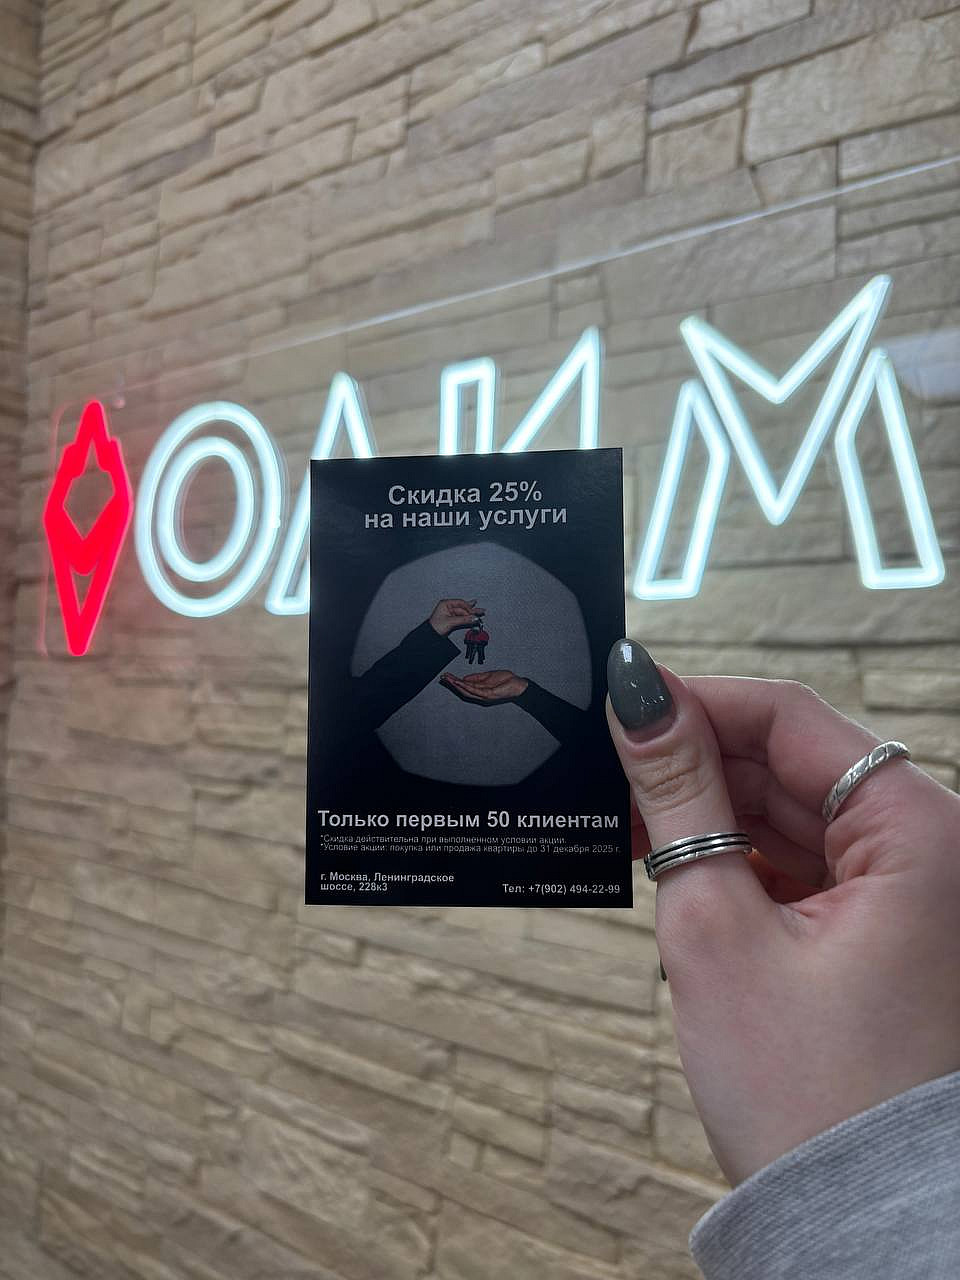 ОЛИМ
Скидка 25%
на наши услуги
Только первым 50 клиентам
*Скидка действительна при выполненном условии акции.
*Условие акции: покупка или продажа квартиры до 31 декабря 2025 г.
г. Москва, Ленинградское
шоссе, 228к3
Тел: +7(902) 494-22-99